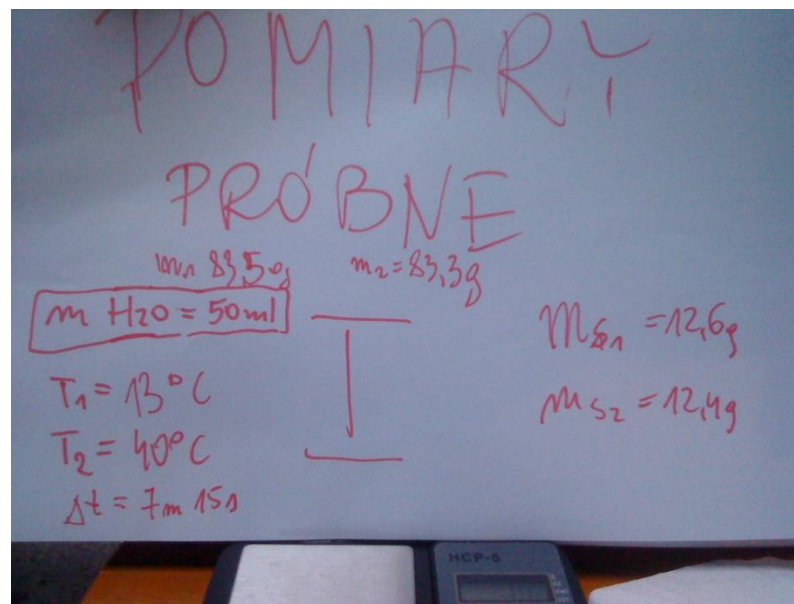 POMIARY
PRÓBNE
m₁ 83,5g m₂=83,3g
m H2O = 50ml
T₁ = 13°C
T₂ = 40°C
Δt = 7m 15s
mS₁ = 12,6g
mS₂ = 12,4g
HCP-5